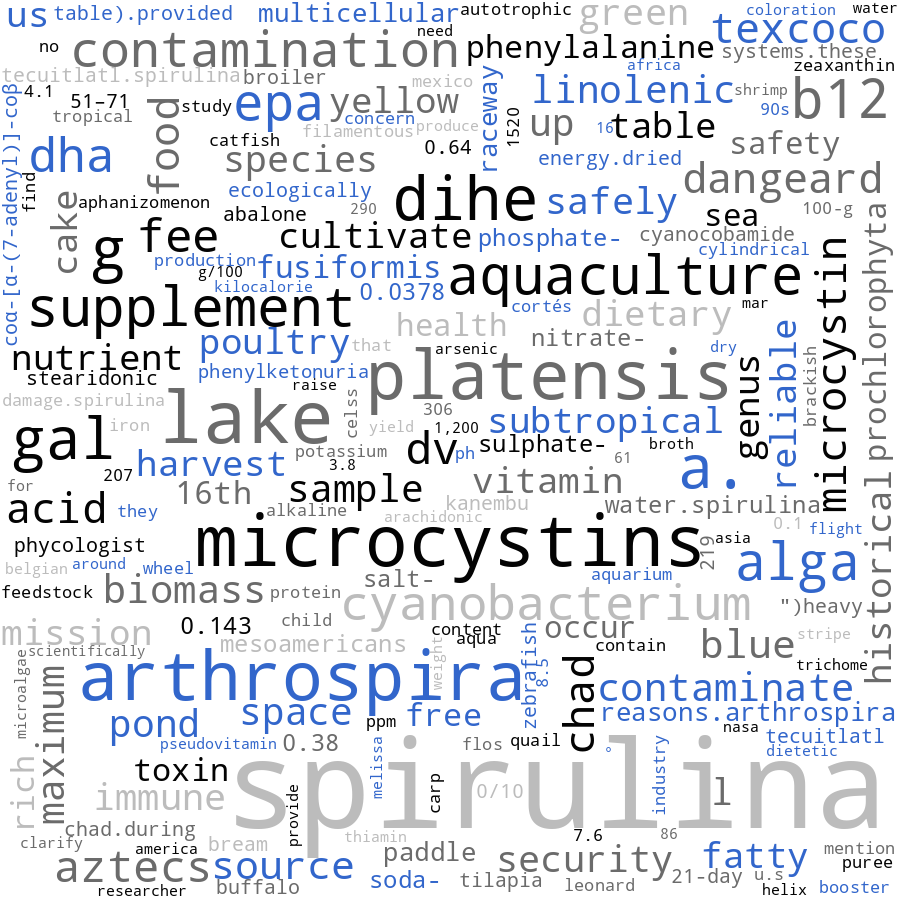 us
table).provided
multicellular
autotrophic
green
coloration
water
no
contamination
need
phenylalanine
texcoco
systems.these
tecuitlatl.spirulina
broiler
mexico
africa
zeaxanthin
4.1
51–71
tropical
food
study
epa
yellow
concern
filamentous
produce
raceway
1520
linolenic
shrimp
90s
b12
up
16
table
catfish
0.64
safety
dha
species
energy.dried
find
cake
aphanizomenon
ecologically
abalone
290
dihe
safely
dangeard
sea
100-g
coα-[α-(7-adenyl)]-coβ
g
fee
cultivate
phosphate-
cyanocobamide
cylindrical
production
g/100
kilocalorie
fusiformis
0.0378
aquaculture
supplement
cortés
dietary
mar
health
nitrate-
nutrient
poultry
that
arsenic
dry
stearidonic
phenylketonuria
raise
platensis
genus
reliable
brackish
microcystin
prochlorophyta
damage.spirulina
iron
lake
celss
306
yield
1,200
subtropical
gal
harvest
207
potassium
3.8
dv
ph
sulphate-
broth
61
a.
for
16th
sample
vitamin
acid
they
alkaline
kanembu
arachidonic
water.spirulina
0.1
flight
historical
phycologist
microcystins
219
asia
belgian
around
wheel
alga
feedstock
biomass
protein
salt-
aquarium
cyanobacterium
")heavy
mission
0.143
child
content
aqua
occur
stripe
scientifically
mesoamericans
weight
contain
blue
trichome
microalgae
maximum
arthrospira
zebrafish
8.5
chad
contaminate
pond
space
ppm
free
reasons.arthrospira
nasa
tecuitlatl
pseudovitamin
0.38
flos
quail
°
dietetic
toxin
melissa
carp
industry
spirulina
rich
immune
provide
0/10
l
chad.during
clarify
america
bream
thiamin
7.6
86
mention
aztecs
source
paddle
security
fatty
puree
researcher
buffalo
soda-
tilapia
leonard
21-day
u.s
helix
booster